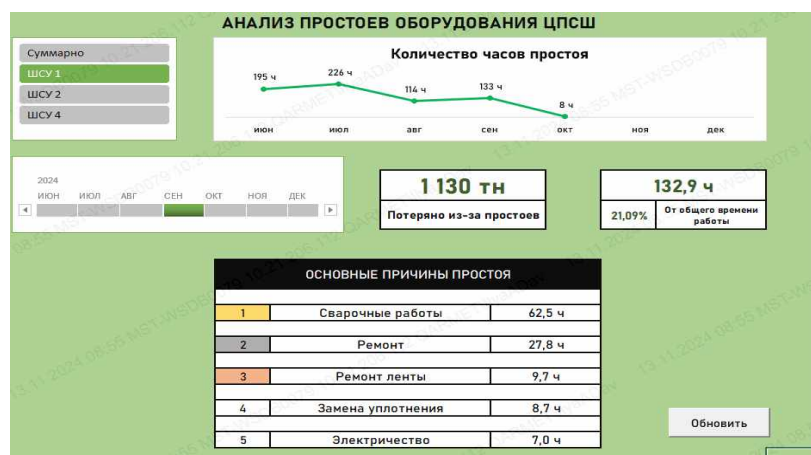 АНАЛИЗ ПРОСТОЕВ ОБОРУДОВАНИЯ ЦПСШ
Суммарно
ШСУ 1
ШСУ 2
ШСУ 4
Количество часов простоя
195 ч
226 ч
114 ч
133 ч
8 ч
июн июл авг сен окт ноя дек
2024
ИЮН ИЮЛ АВГ СЕН ОКТ НОЯ ДЕК
1 130 тн
Потеряно из-за простоев
132,9 ч
21,09% От общего времени
работы
ОСНОВНЫЕ ПРИЧИНЫ ПРОСТОЯ
1 Сварочные работы 62,5 ч
2 Ремонт 27,8 ч
3 Ремонт ленты 9,7 ч
4 Замена уплотнения 8,7 ч
5 Электричество 7,0 ч
Обновить